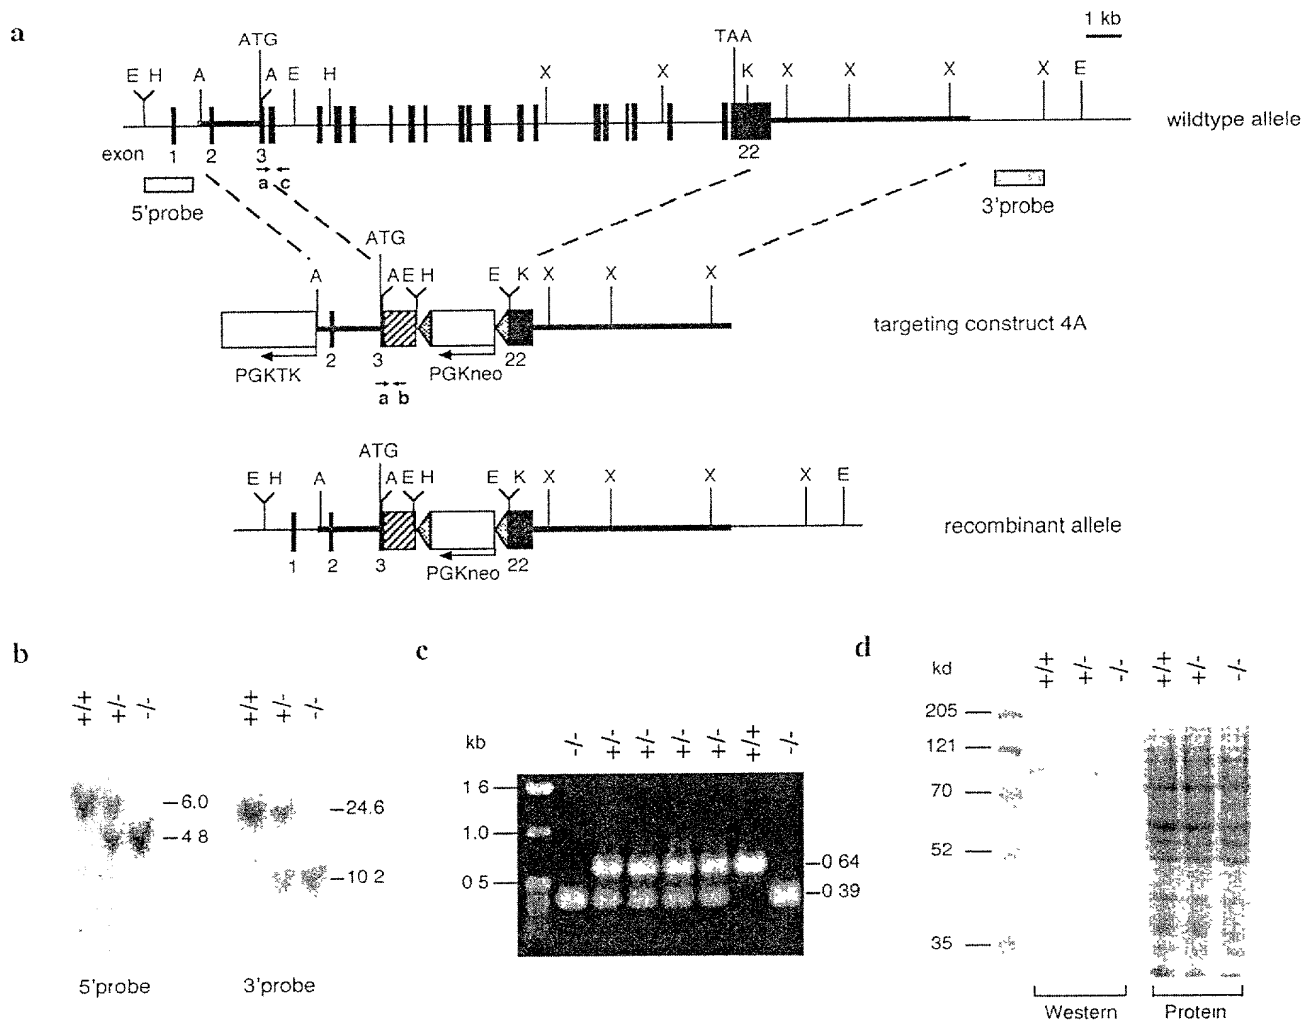 a
1 kb
ATG TAA
E H A A E H X X K X X X X E
wildtype allele
exon 1 2 3 22
a c
5'probe 3'probe
ATG
A A E H E K X X X
targeting construct 4A
2 3 22
PGKTK PGKneo
a b
ATG
E H A A E H E K X X X X E
recombinant allele
1 2 3 PGKneo 22
b
+/+ +/- -/- +/+ +/- -/-
-6.0
-4 8
-24.6
-10 2
5'probe 3'probe
c
kb
-/- +/- +/- +/- +/- +/+ -/-
1 6
1.0
0 5
-0 64
-0 39
d
kd
+/+ +/- -/- +/+ +/- -/-
205
121
70
52
35
Western Protein